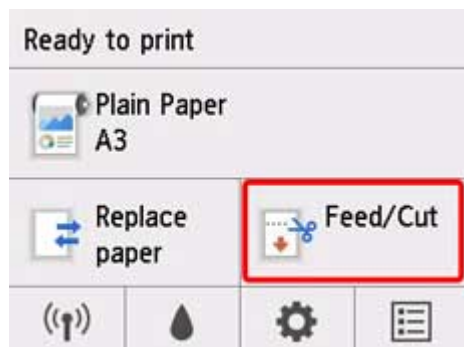 Ready to print
Plain Paper
A3
Replace
paper
Feed/Cut